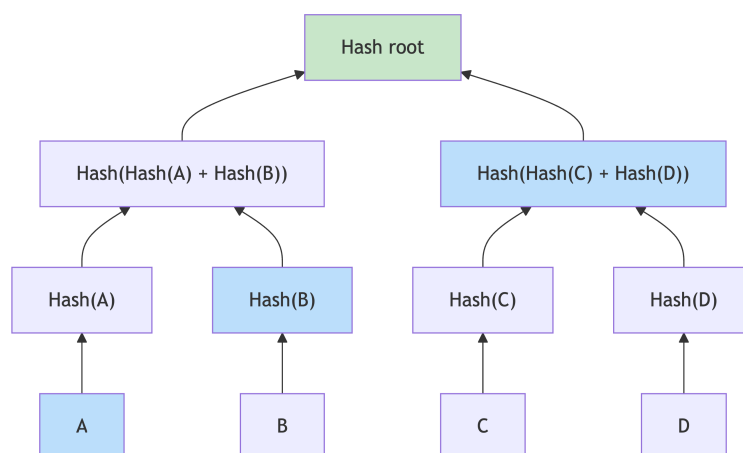 Hash root
Hash(Hash(A) + Hash(B))
Hash(Hash(C) + Hash(D))
Hash(A)
Hash(B)
Hash(C)
Hash(D)
A
B
C
D